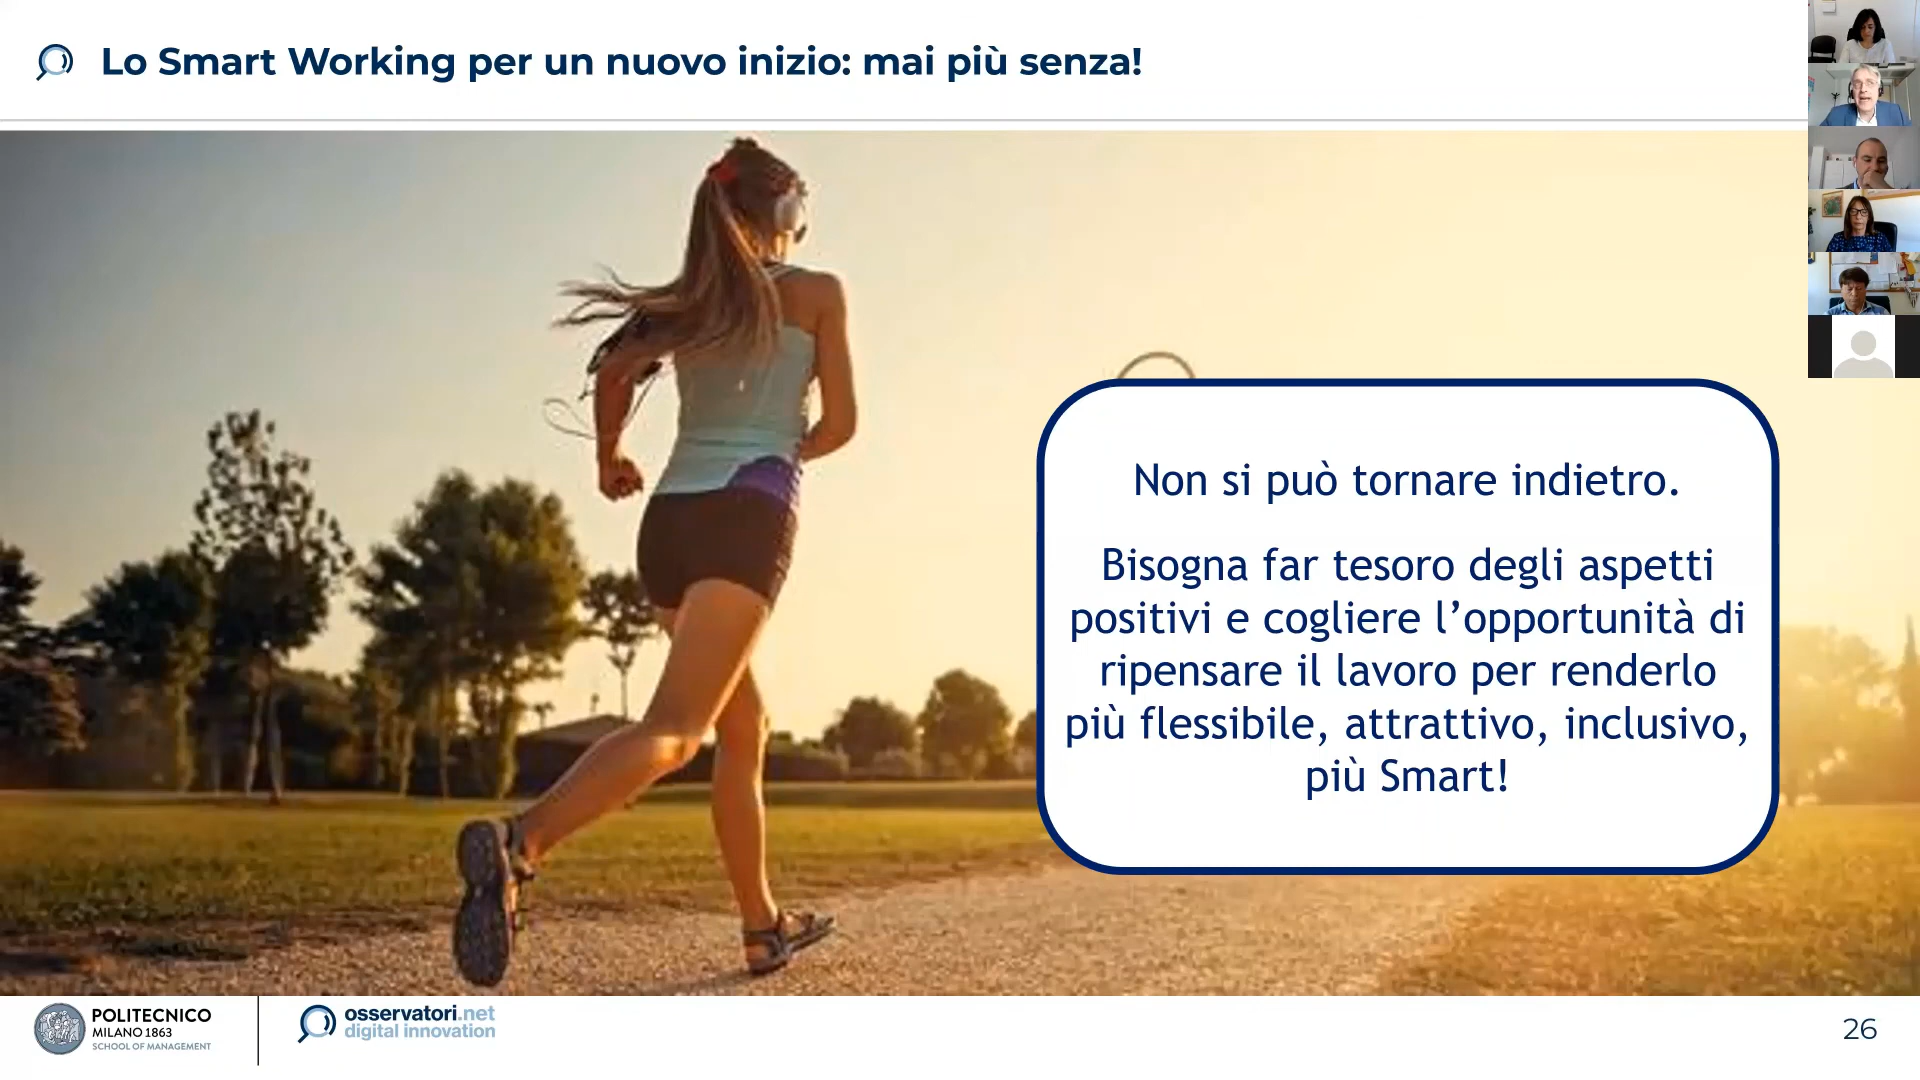 Lo Smart Working per un nuovo inizio: mai più senza!
Non si può tornare indietro.
Bisogna far tesoro degli aspetti
positivi e cogliere l’opportunità di
ripensare il lavoro per renderlo
più flessibile, attrattivo, inclusivo,
più Smart!
POLITECNICO
MILANO 1863
SCHOOL OF MANAGEMENT
osservatori.net
digital innovation
26